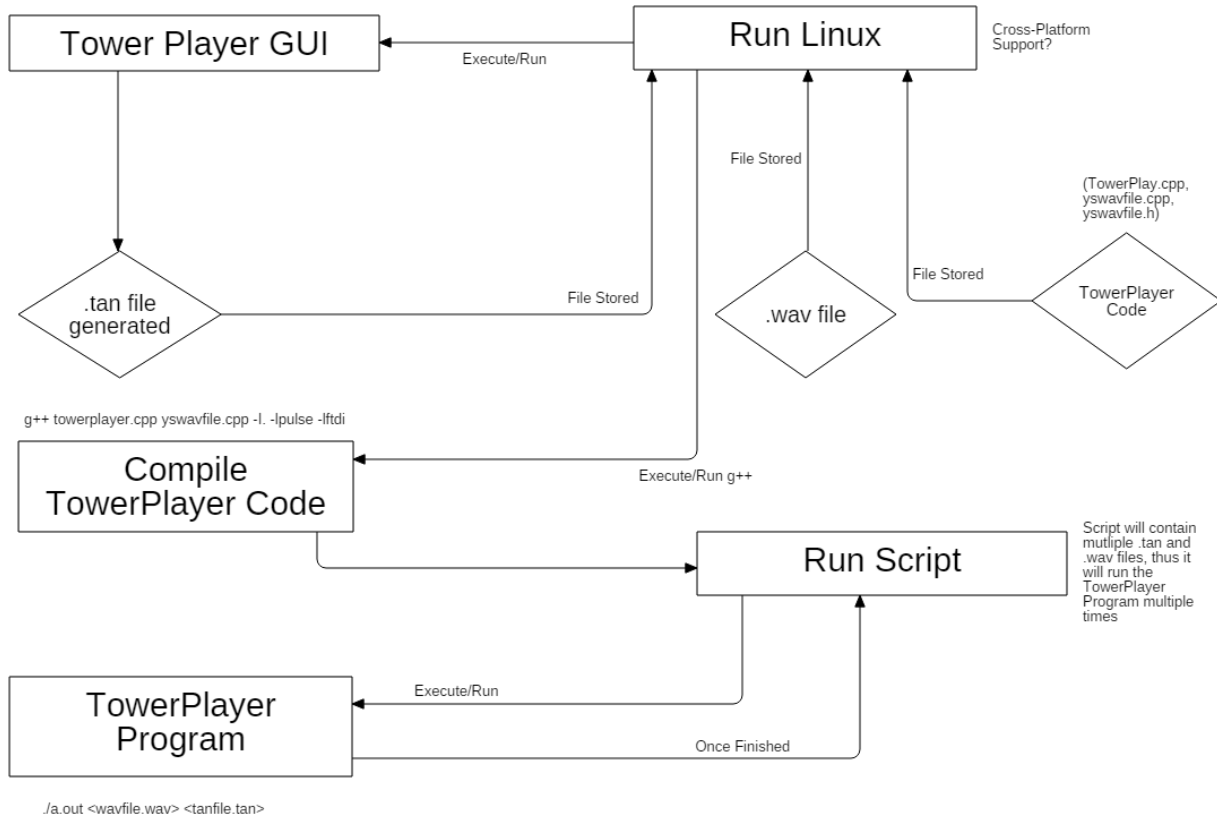 Tower Player GUI
Execute/Run
Run Linux
Cross-Platform
Support?
File Stored
(TowerPlay.cpp,
yswavfile.cpp,
yswavfile.h)
.tan file
generated
File Stored
.wav file
File Stored
TowerPlayer
Code
g++ towerplayer.cpp yswavfile.cpp -I. -lpulse -lftdi
Compile
TowerPlayer Code
Execute/Run g++
Run Script
Script will contain
mutliple .tan and
.wav files, thus it
will run the
TowerPlayer
Program multiple
times
TowerPlayer
Program
Execute/Run
Once Finished
./a.out <wavfile.wav> <tanfile.tan>